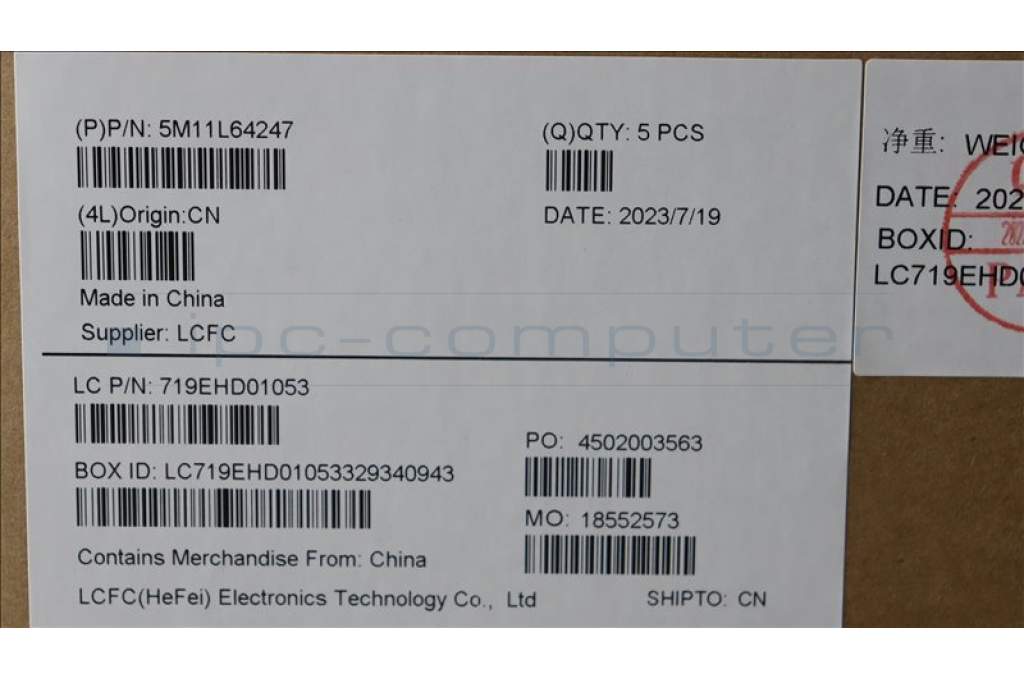 (P)P/N: 5M11L64247
(Q)QTY: 5 PCS
(4L)Origin:CN
DATE: 2023/7/19
Made in China
Supplier: LCFC
ipc-computer
LC P/N: 719EHD01053
PO: 4502003563
BOX ID: LC719EHD01053329340943
MO: 18552573
Contains Merchandise From: China
LCFC(HeFei) Electronics Technology Co., Ltd
SHIPTO: CN
净重:
DATE:
BOXID: